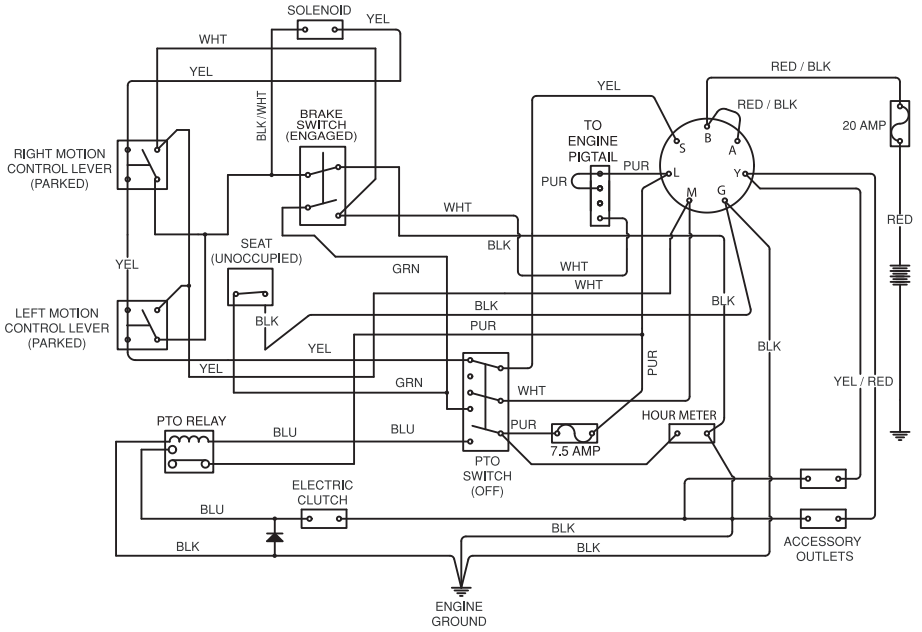 SOLENOID
YEL
WHT
RED / BLK
YEL
YEL
BLK /WHT
RED / BLK
BRAKE
SWITCH
(ENGAGED)
TO
ENGINE
PIGTAIL
20 AMP
B
S
A
RIGHT MOTION
CONTROL LEVER
(PARKED)
PUR
L
Y
PUR
M
G
WHT
RED
SEAT
(UNOCCUPIED)
BLK
YEL
GRN
WHT
WHT
BLK
LEFT MOTION
CONTROL LEVER
(PARKED)
BLK
BLK
PUR
BLK
YEL
PUR
YEL
GRN
WHT
YEL / RED
PTO RELAY
BLU
BLU
PUR
HOUR METER
7.5 AMP
PTO
SWITCH
(OFF)
ELECTRIC
CLUTCH
BLU
BLK
BLK
BLK
ACCESSORY
OUTLETS
ENGINE
GROUND